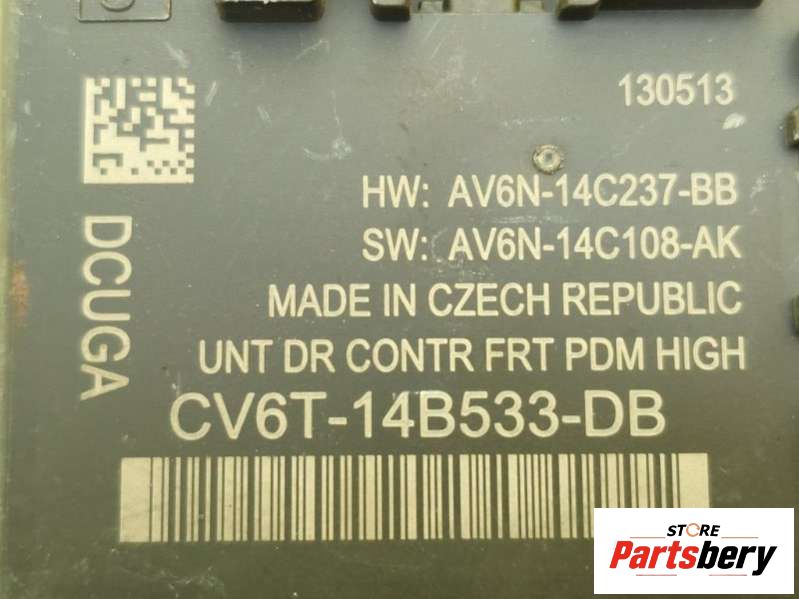 130513
HW: AV6N-14C237-BB
SW: AV6N-14C108-AK
MADE IN CZECH REPUBLIC
UNT DR CONTR FRT PDM HIGH
CV6T-14B533-DB
DCUGA
STORE
Partsbery